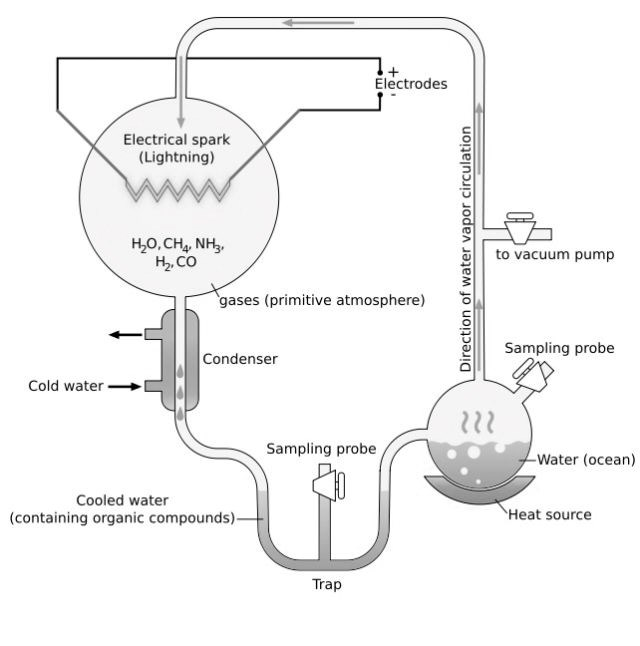 +
Electrodes
-
Electrical spark
(Lightning)
H₂O, CH₄, NH₃,
H₂, CO
Direction of water vapor circulation
to vacuum pump
gases (primitive atmosphere)
Sampling probe
Condenser
Cold water
Sampling probe
Water (ocean)
Cooled water
(containing organic compounds)
Heat source
Trap